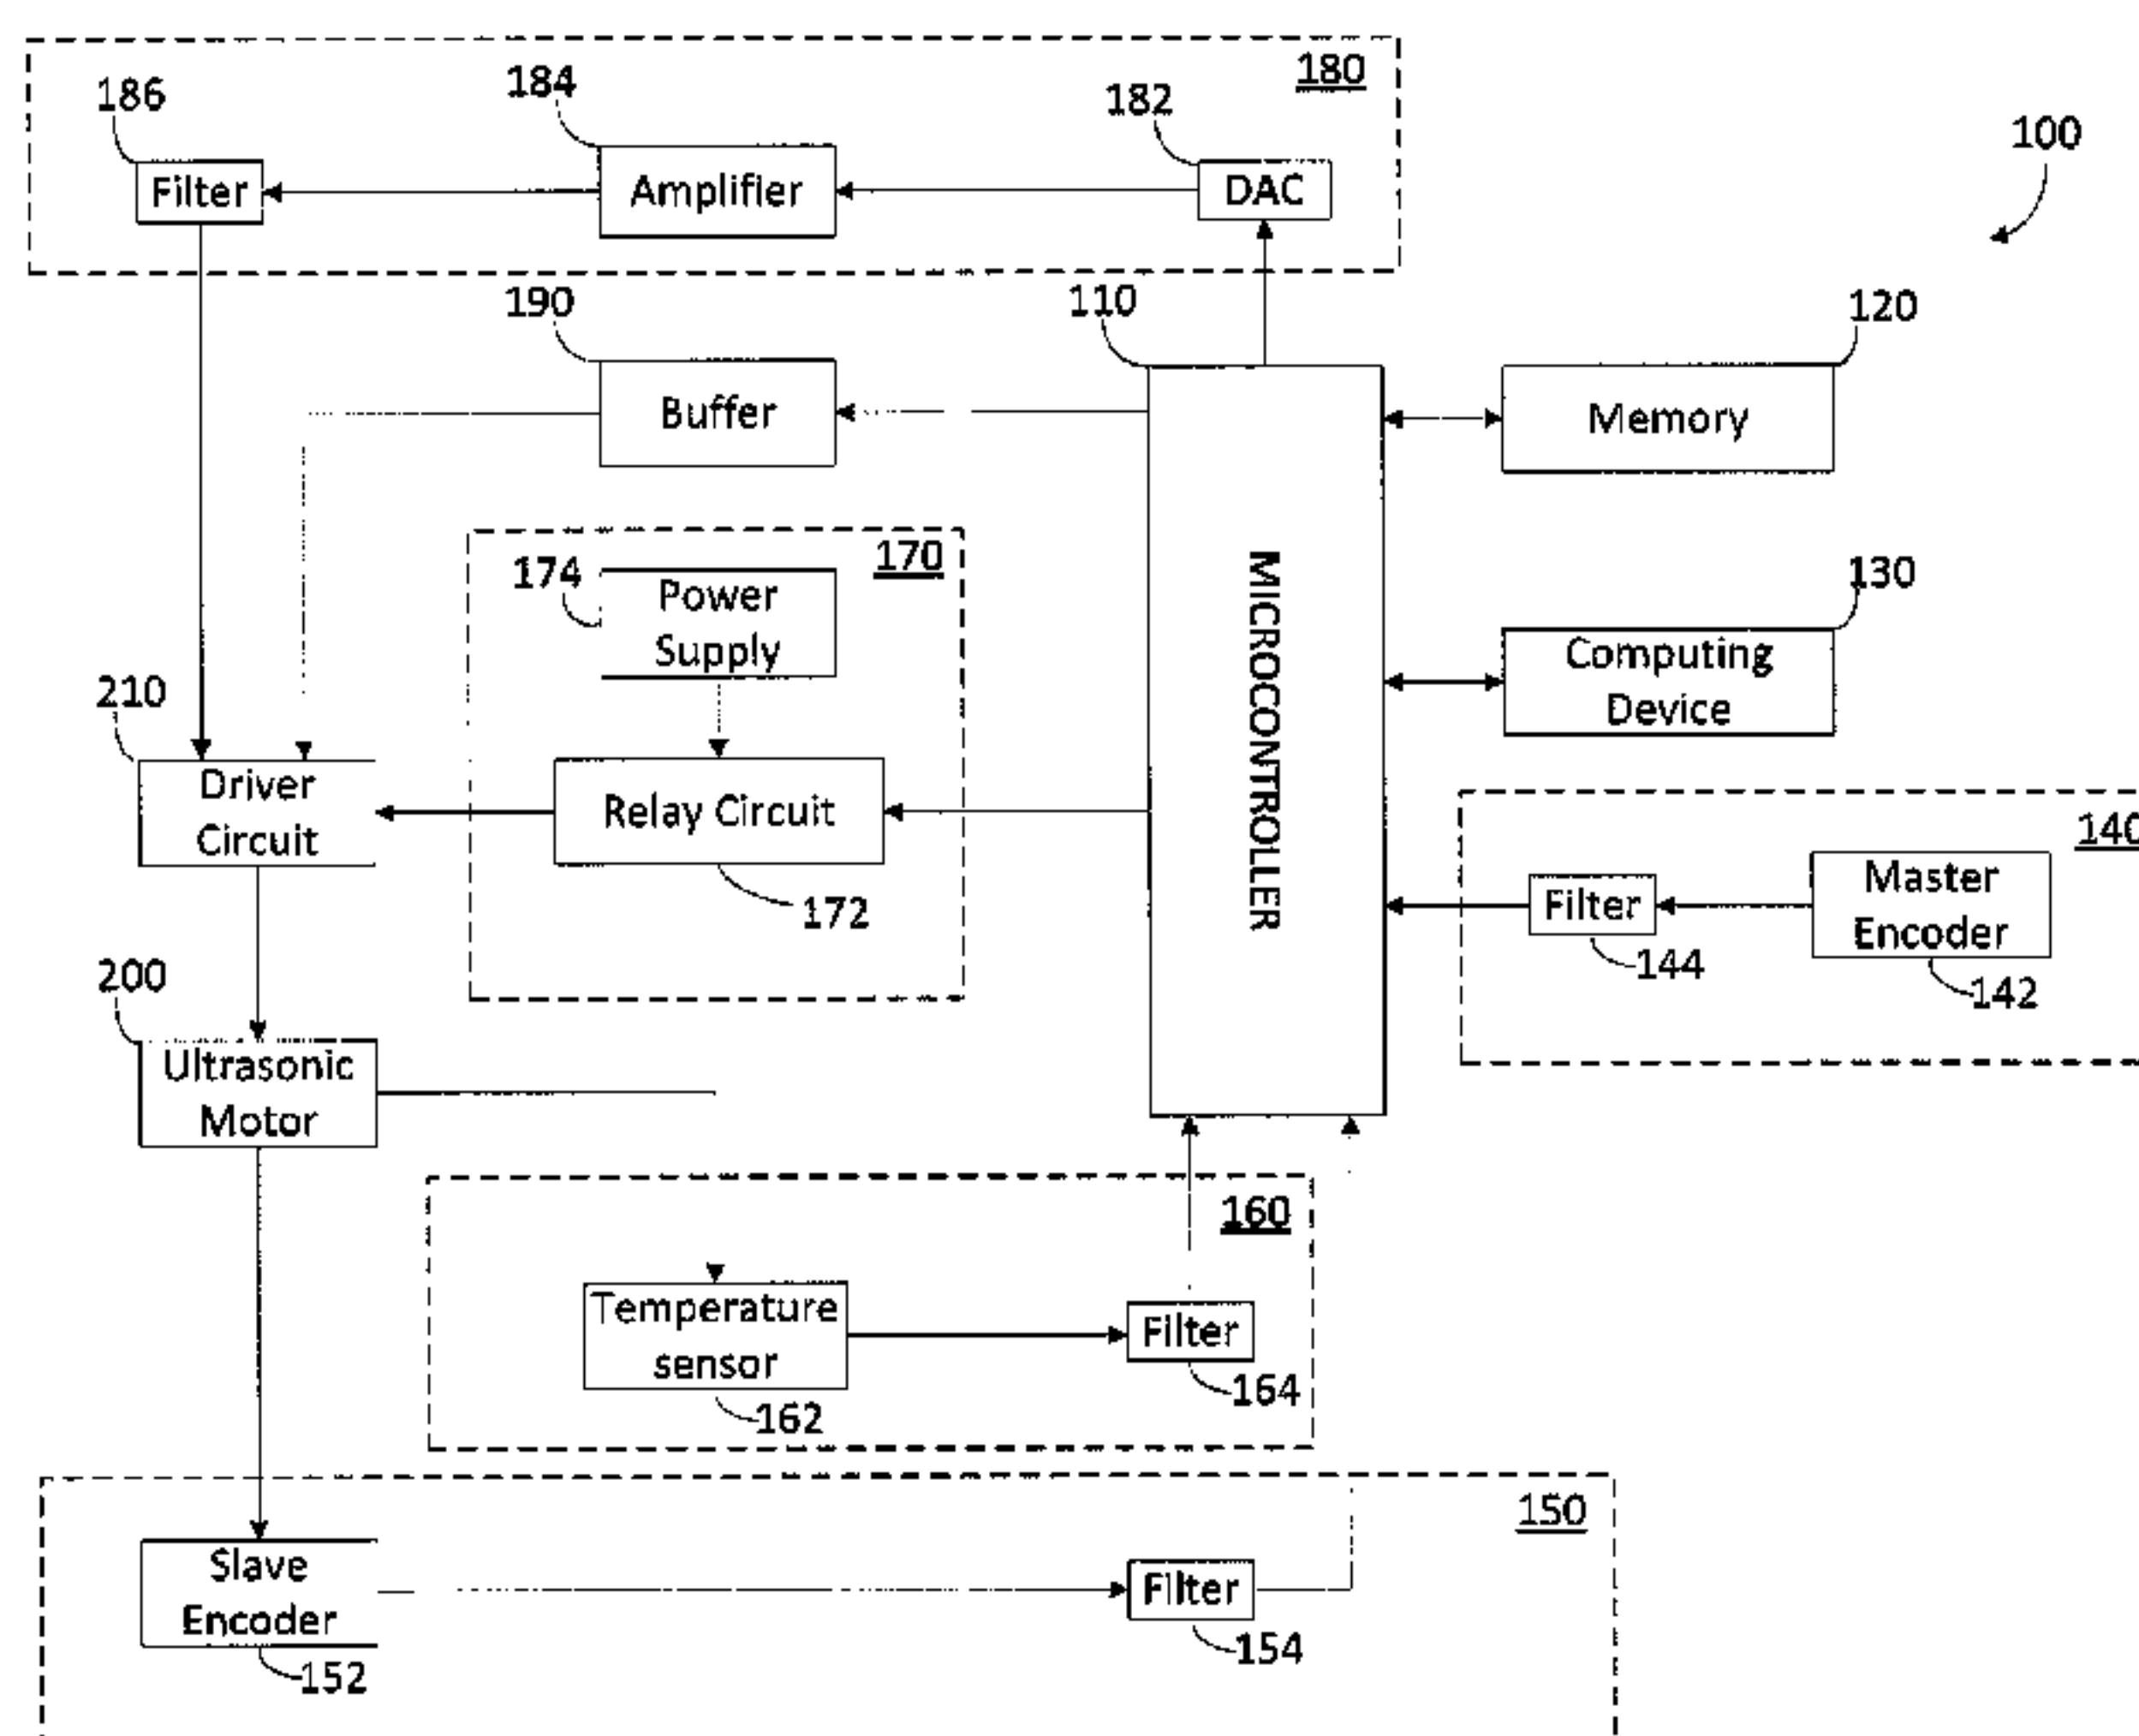 180
186
184
182
100
Filter
Amplifier
DAC
190
110
120
Buffer
Memory
170
174
Power
Supply
MICROCONTROLLER
130
Computing
Device
210
Driver
Circuit
Relay Circuit
172
140
Master
Encoder
Filter
144
142
200
Ultrasonic
Motor
160
Temperature
sensor
Filter
164
162
150
Slave
Encoder
Filter
154
152